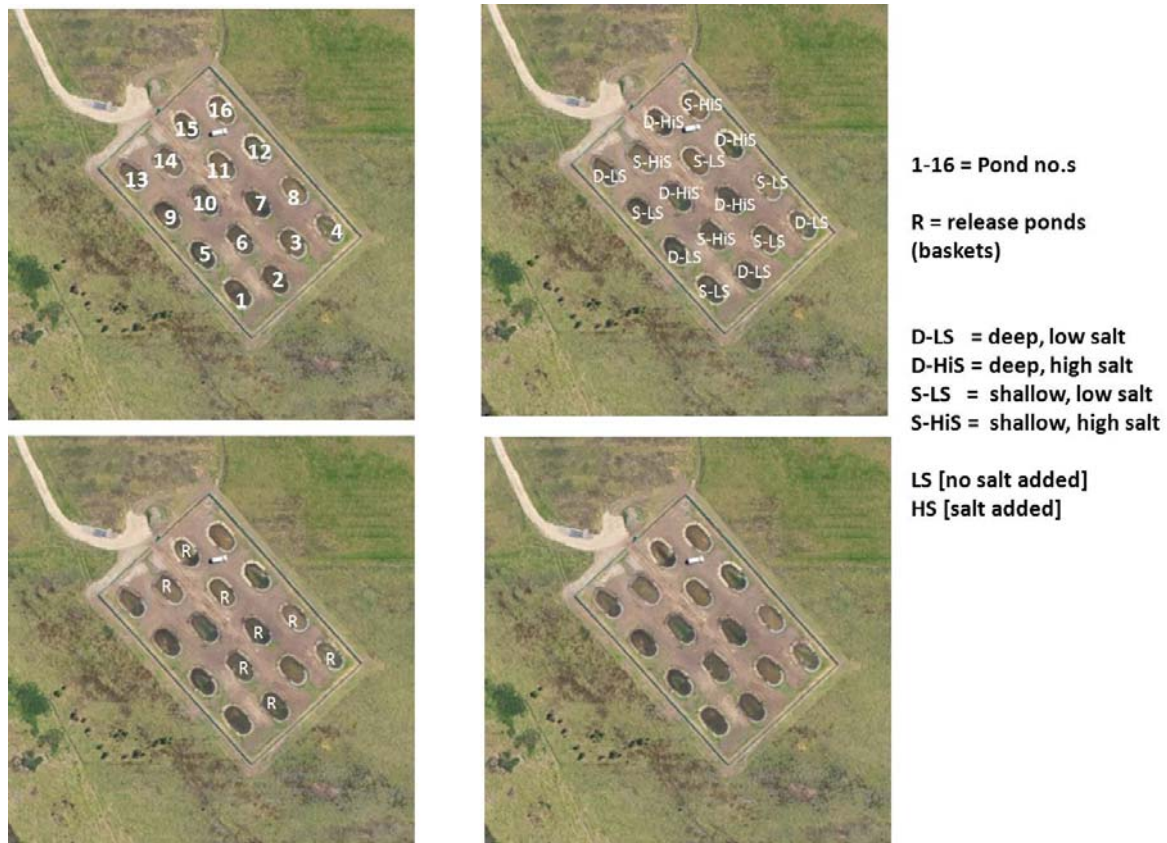 16
15
12
14
11
13
8
10
7
9
4
6
3
5
2
1
S-HiS
D-HiS
D-HiS
S-HiS
S-LS
D-LS
S-LS
D-HiS
D-HiS
S-LS
D-LS
S-HiS
S-LS
D-LS
D-LS
S-LS
1-16 = Pond no.s
R = release ponds
(baskets)
D-LS = deep, low salt
D-HiS = deep, high salt
S-LS = shallow, low salt
S-HiS = shallow, high salt
LS [no salt added]
HS [salt added]
R
R
R
R
R
R
R
R